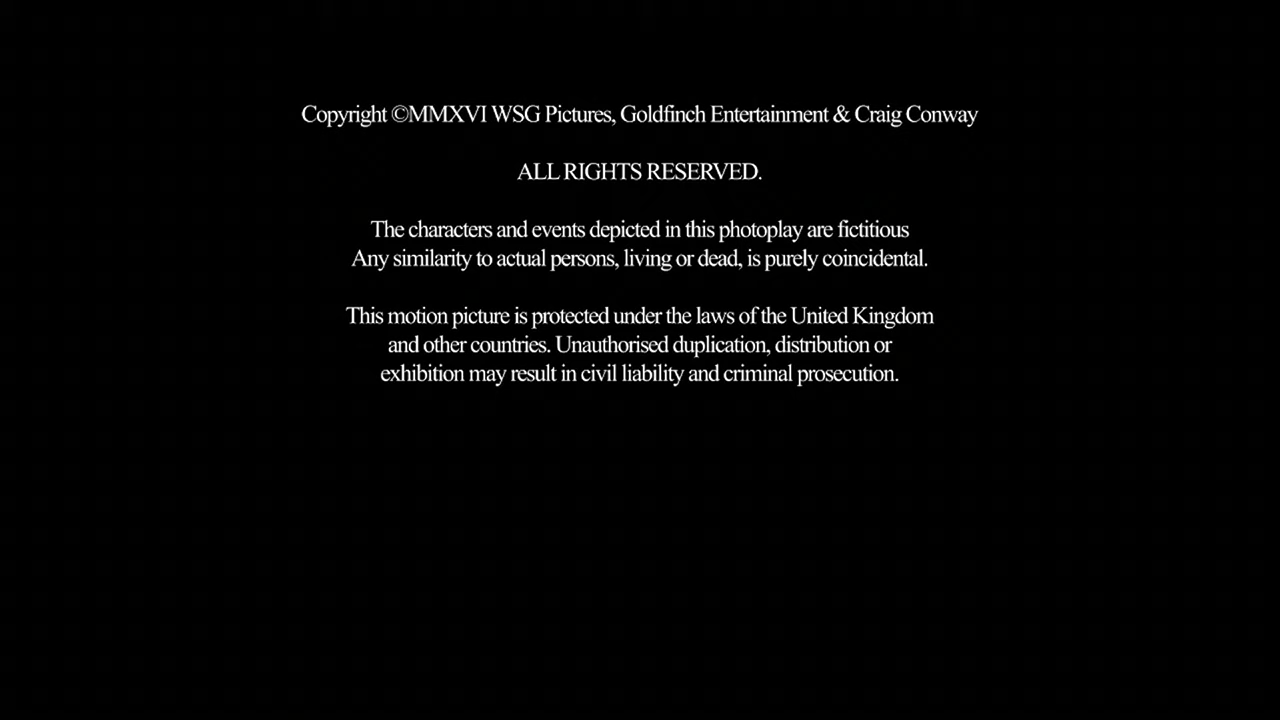 Copyright ©MMXVI WSG Pictures, Goldfinch Entertainment & Craig Conway
ALL RIGHTS RESERVED.
The characters and events depicted in this photoplay are fictitious
Any similarity to actual persons, living or dead, is purely coincidental.
This motion picture is protected under the laws of the United Kingdom
and other countries. Unauthorised duplication, distribution or
exhibition may result in civil liability and criminal prosecution.